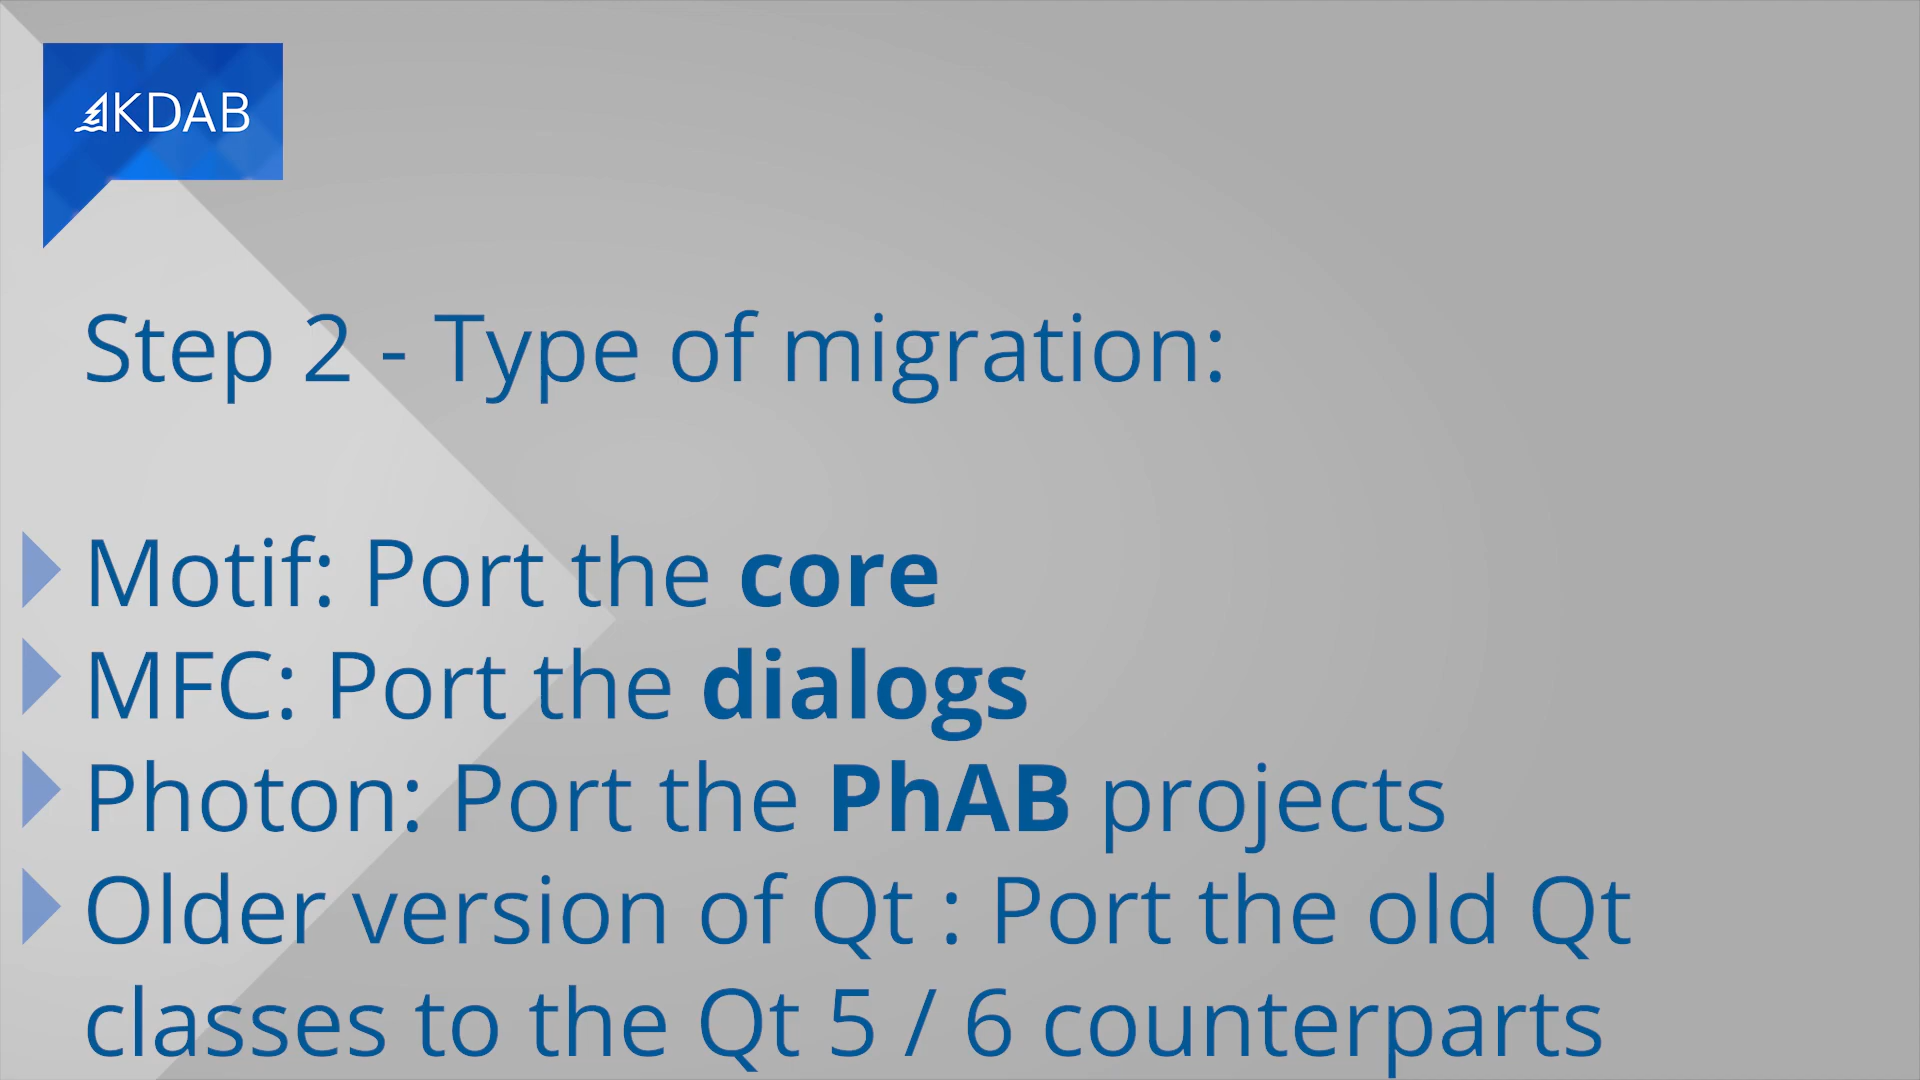 KDAB
Step 2 - Type of migration:
Motif: Port the core
MFC: Port the dialogs
Photon: Port the PhAB projects
Older version of Qt : Port the old Qt
classes to the Qt 5 / 6 counterparts